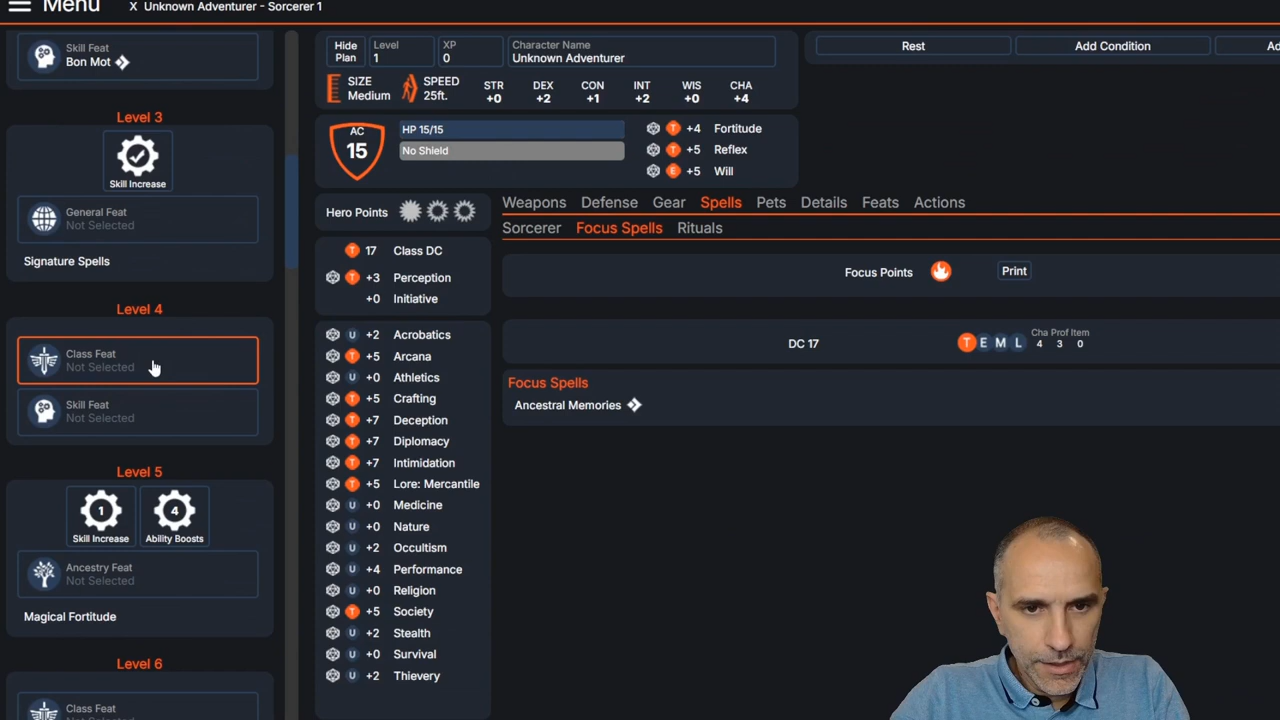 Menu
X Unknown Adventurer - Sorcerer 1
Skill Feat
Bon Mot
Level 3
Skill Increase
General Feat
Not Selected
Signature Spells
Level 4
Class Feat
Not Selected
Skill Feat
Not Selected
Level 5
1
4
Skill Increase
Ability Boosts
Ancestry Feat
Not Selected
Magical Fortitude
Level 6
Class Feat
Hide Plan
Level
1
XP
0
Character Name
Unknown Adventurer
Rest
Add Condition
Ad
SIZE
Medium
SPEED
25ft.
STR DEX CON INT WIS CHA
+0 +2 +1 +2 +0 +4
AC
15
HP 15/15
No Shield
T +4 Fortitude
T +5 Reflex
E +5 Will
Hero Points
T 17 Class DC
T +3 Perception
+0 Initiative
U +2 Acrobatics
T +5 Arcana
U +0 Athletics
T +5 Crafting
T +7 Deception
T +7 Diplomacy
T +7 Intimidation
T +5 Lore: Mercantile
U +0 Medicine
U +0 Nature
U +2 Occultism
U +4 Performance
U +0 Religion
T +5 Society
U +2 Stealth
U +0 Survival
U +2 Thievery
Weapons Defense Gear Spells Pets Details Feats Actions
Sorcerer Focus Spells Rituals
Focus Points
Print
DC 17
T E M L
Cha Prof Item
4 3 0
Focus Spells
Ancestral Memories